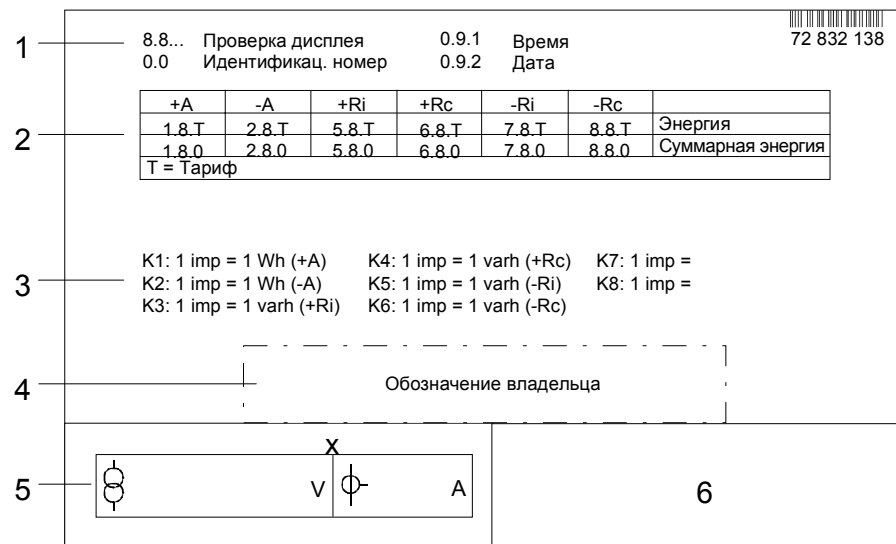 72 832 138
1
8.8... Проверка дисплея 0.9.1 Время
0.0 Идентификац. номер 0.9.2 Дата
2
+A -A +Ri +Rc -Ri -Rc
1.8.T 2.8.T 5.8.T 6.8.T 7.8.T 8.8.T Энергия
1.8.0 2.8.0 5.8.0 6.8.0 7.8.0 8.8.0 Суммарная энергия
T = Тариф
3
K1: 1 imp = 1 Wh (+A) K4: 1 imp = 1 varh (+Rc) K7: 1 imp =
K2: 1 imp = 1 Wh (-A) K5: 1 imp = 1 varh (-Ri) K8: 1 imp =
K3: 1 imp = 1 varh (+Ri) K6: 1 imp = 1 varh (-Rc)
4
Обозначение владельца
x
5
V A
6